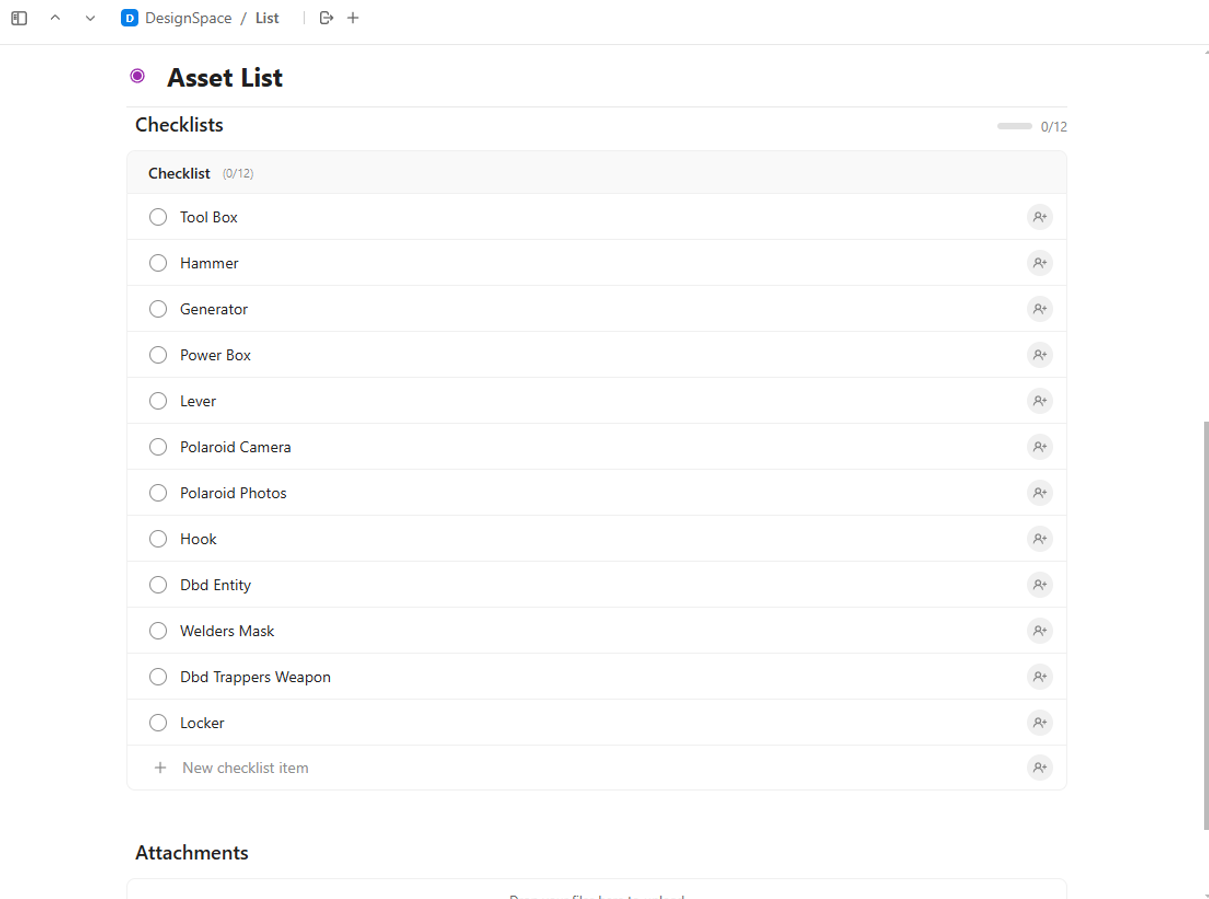 D DesignSpace / List
Asset List
Checklists
0/12
Checklist (0/12)
Tool Box
Hammer
Generator
Power Box
Lever
Polaroid Camera
Polaroid Photos
Hook
Dbd Entity
Welders Mask
Dbd Trappers Weapon
Locker
New checklist item
Attachments